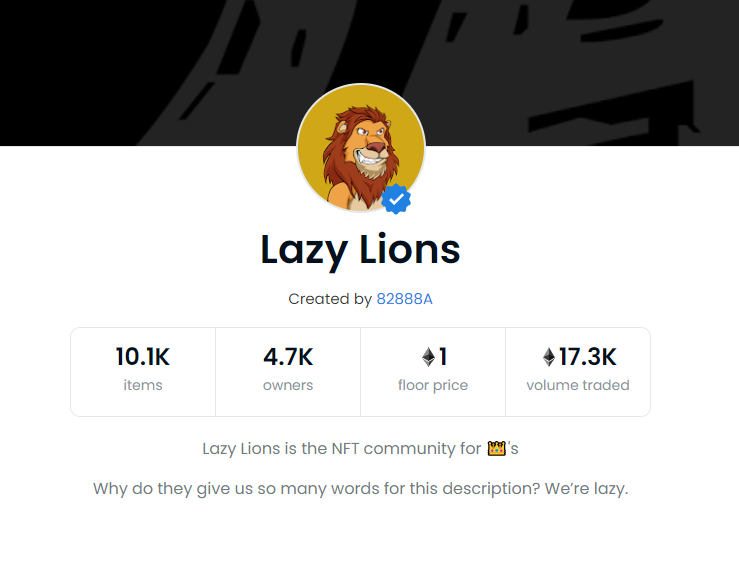 Lazy Lions
Created by 82888A
10.1K 4.7K 1 17.3K
items owners floor price volume traded
Lazy Lions is the NFT community for 👑's
Why do they give us so many words for this description? We’re lazy.